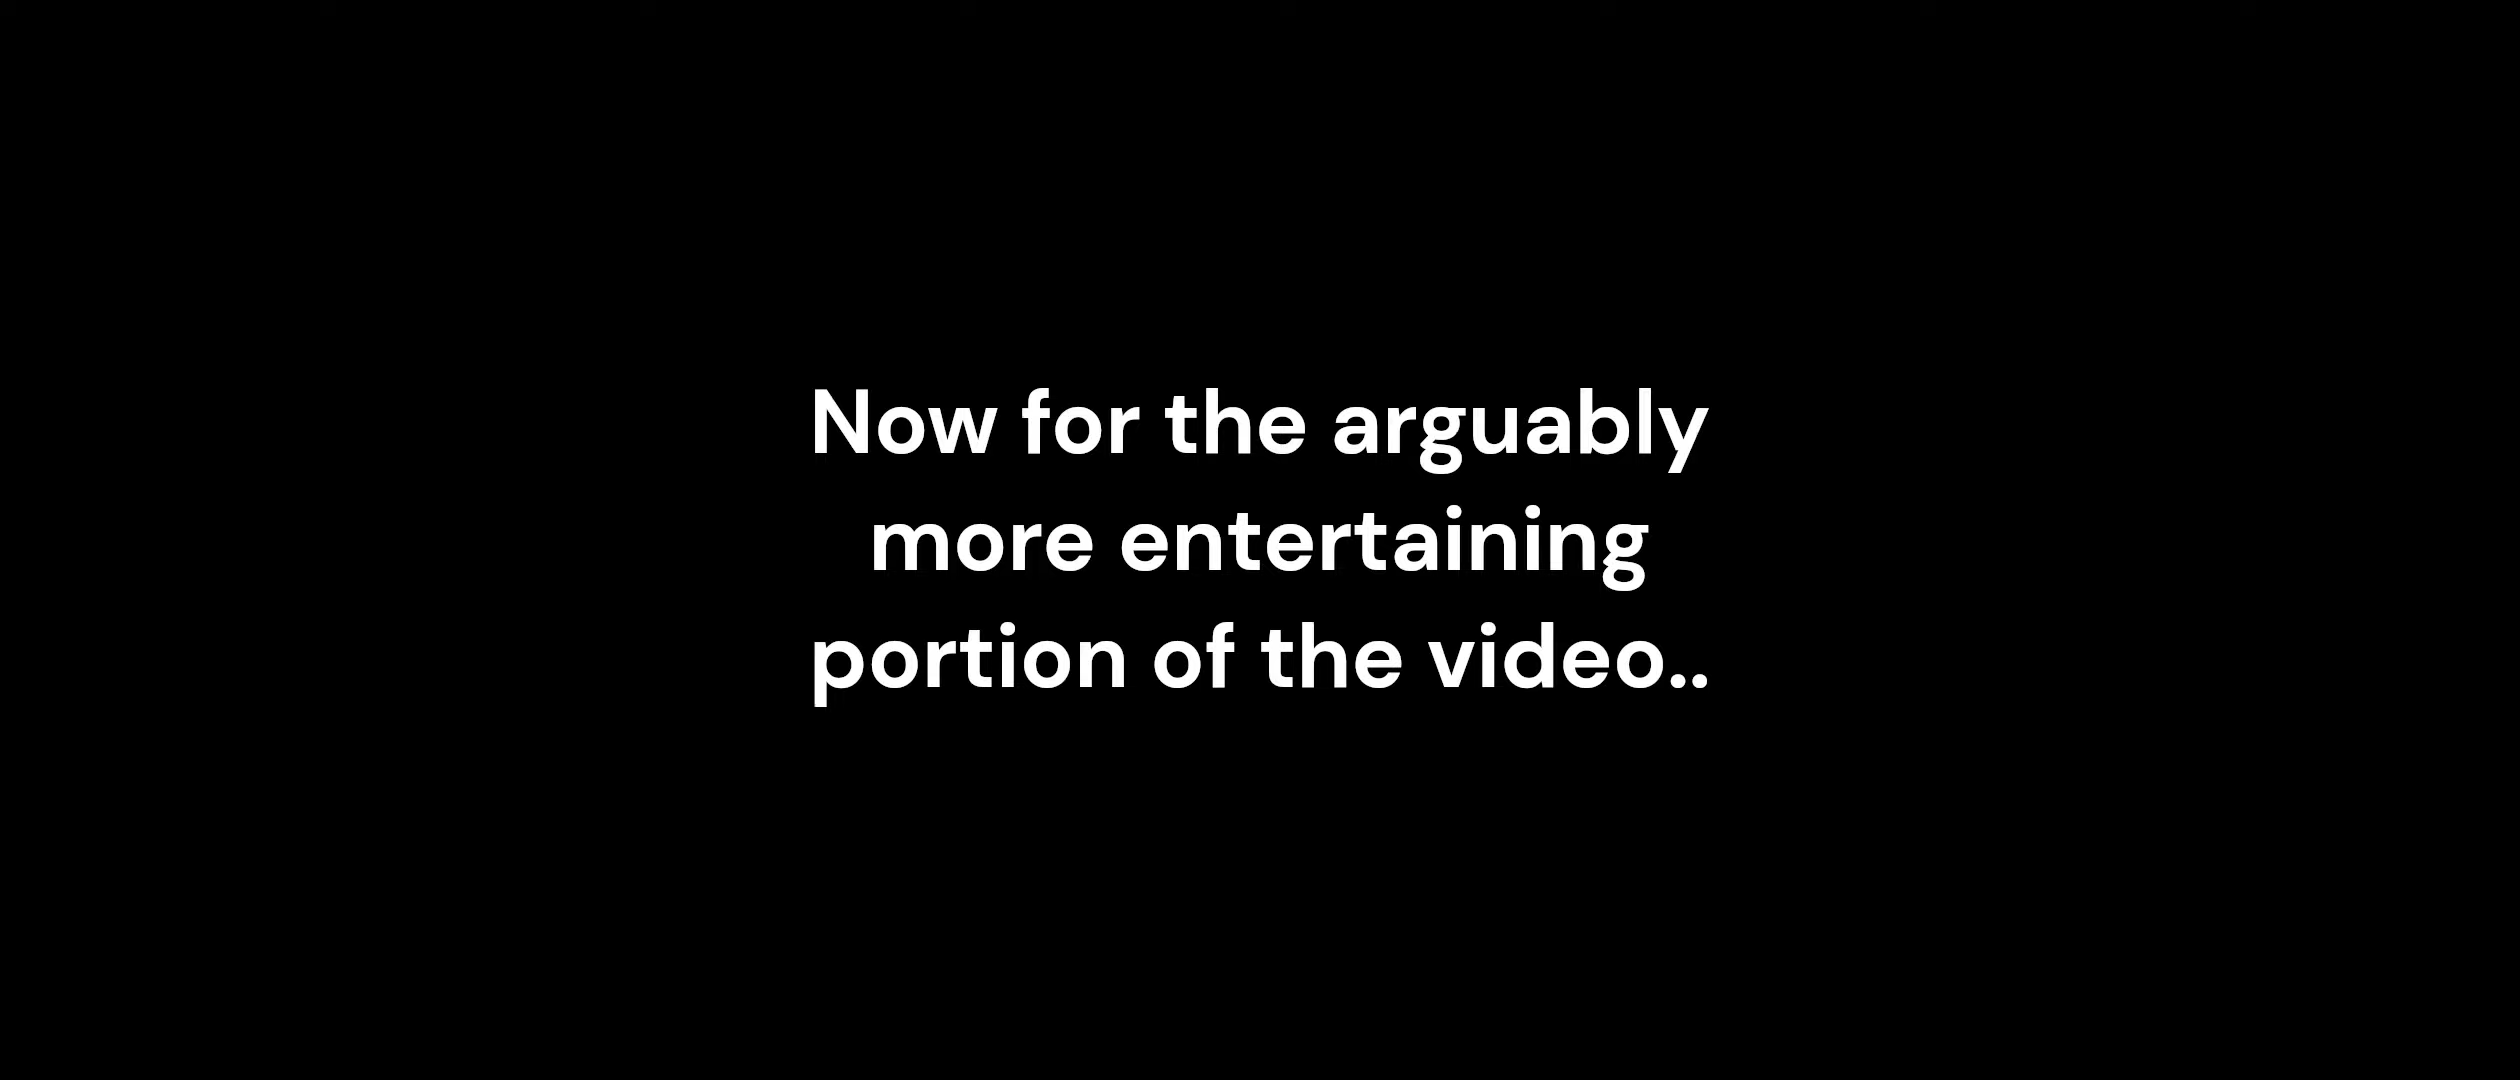 Now for the arguably
more entertaining
portion of the video..